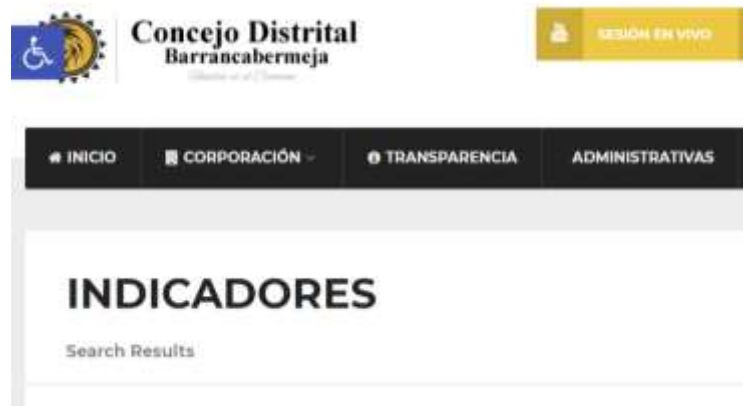 Concejo Distrital
Barrancabermeja
SESIÓN EN VIVO
INICIO
CORPORACIÓN
TRANSPARENCIA
ADMINISTRATIVAS
INDICADORES
Search Results